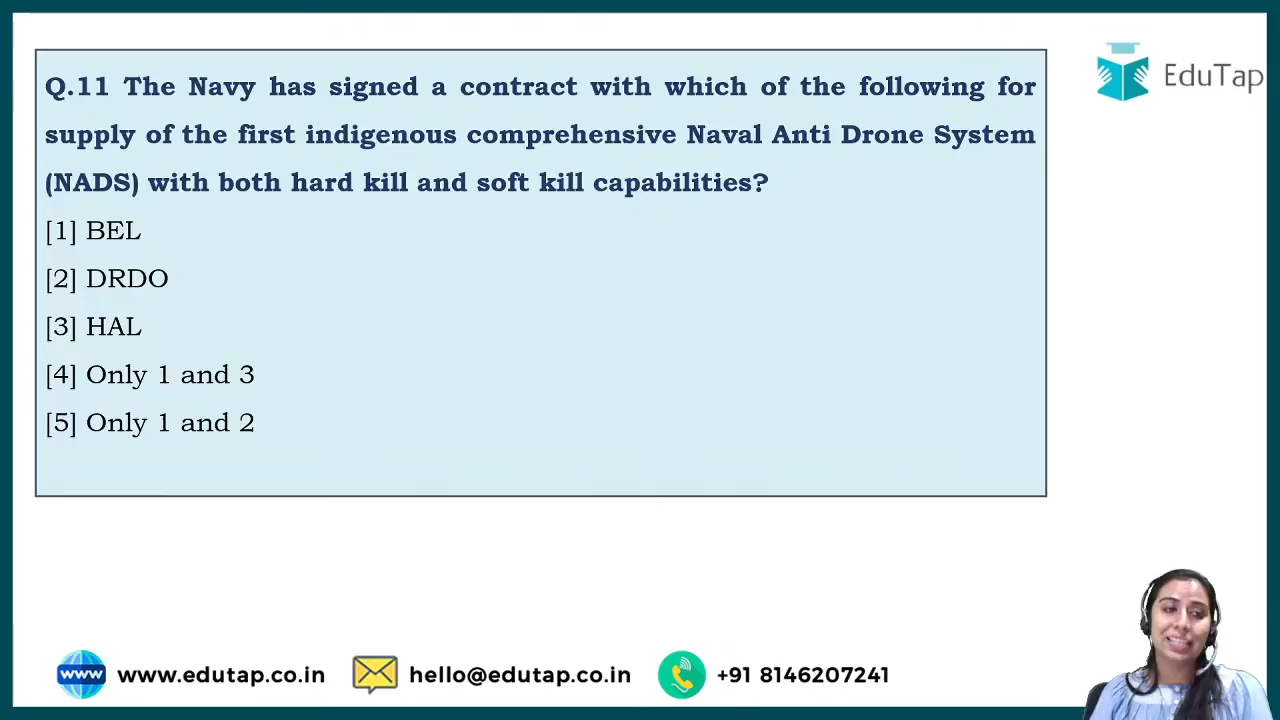 Q.11 The Navy has signed a contract with which of the following for
supply of the first indigenous comprehensive Naval Anti Drone System
(NADS) with both hard kill and soft kill capabilities?
[1] BEL
[2] DRDO
[3] HAL
[4] Only 1 and 3
[5] Only 1 and 2
EduTap
www www.edutap.co.in hello@edutap.co.in +91 8146207241